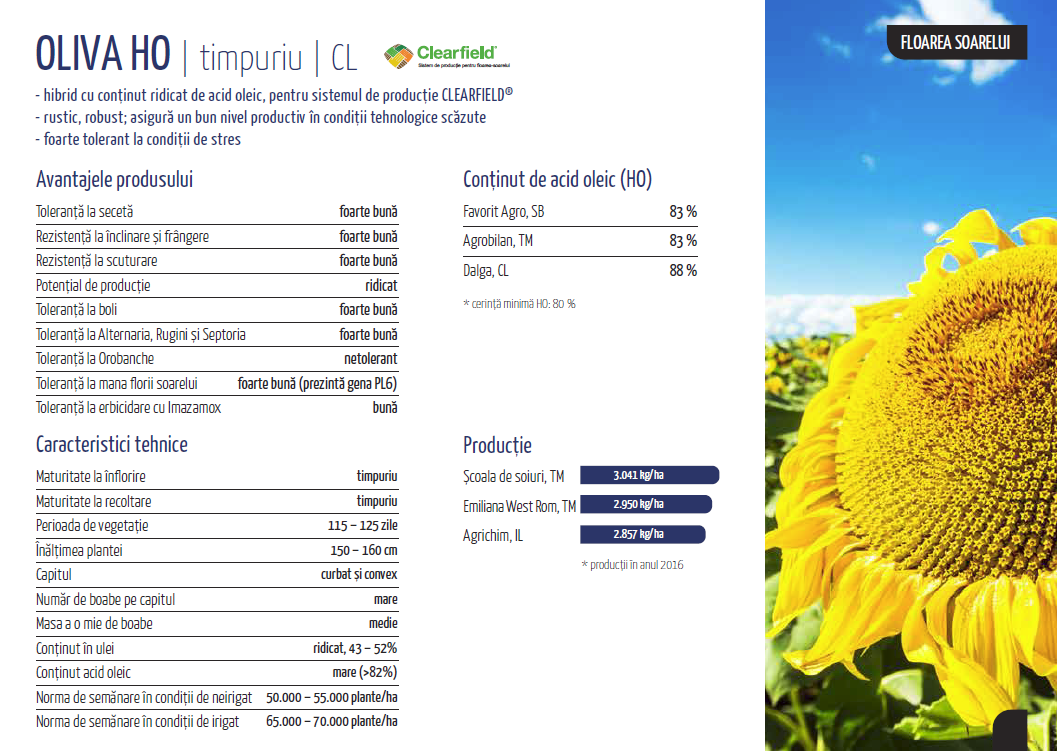 OLIVA HO | timpuriu | CL
Clearfield®
Sistem de producție pentru floarea-soarelui
FLOAREA SOARELUI
- hibrid cu conținut ridicat de acid oleic, pentru sistemul de producție CLEARFIELD®
- rustic, robust; asigură un bun nivel productiv în condiții tehnologice scăzute
- foarte tolerant la condiții de stres
Avantajele produsului
Toleranță la secetă foarte bună
Rezistență la înclinare și frângere foarte bună
Rezistență la scuturare foarte bună
Potențial de producție ridicat
Toleranță la boli foarte bună
Toleranță la Alternaria, Rugini și Septoria foarte bună
Toleranță la Orobanche netolerant
Toleranță la mana florii soarelui foarte bună (prezintă gena PL6)
Toleranță la erbicidare cu Imazamox bună
Conținut de acid oleic (HO)
Favorit Agro, SB 83 %
Agrobilan, TM 83 %
Dalga, CL 88 %
* cerință minimă HO: 80 %
Caracteristici tehnice
Maturitate la înflorire timpuriu
Maturitate la recoltare timpuriu
Perioada de vegetație 115 – 125 zile
Înălțimea plantei 150 – 160 cm
Capitul curbat și convex
Număr de boabe pe capitul mare
Masa a o mie de boabe medie
Conținut în ulei ridicat, 43 – 52%
Conținut acid oleic mare (>82%)
Norma de semănare în condiții de neirigat 50.000 – 55.000 plante/ha
Norma de semănare în condiții de irigat 65.000 – 70.000 plante/ha
Producție
Școala de soiuri, TM 3.041 kg/ha
Emiliana West Rom, TM 2.950 kg/ha
Agrichim, IL 2.857 kg/ha
* producții în anul 2016